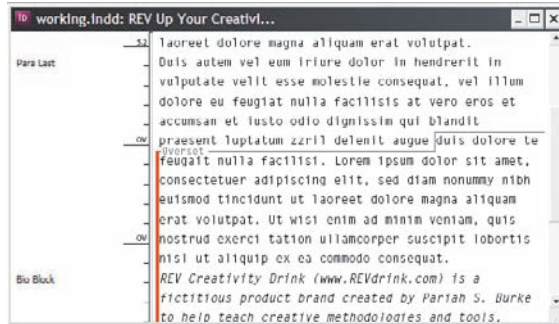 working.indd: REV Up Your Creativi...
52 laoreet dolore magna aliquam erat volutpat.
Para Last Duis autem vel eum iriure dolor in hendrerit in
vulputate velit esse molestie consequat, vel illum
dolore eu feugiat nulla facilisis at vero eros et
accumsan et iusto odio dignissim qui blandit
OV praesent luptatum zzril delenit augue duis dolore te
Overset
feugait nulla facilisi. Lorem ipsum dolor sit amet,
consectetuer adipiscing elit, sed diam nonummy nibh
euismod tincidunt ut laoreet dolore magna aliquam
erat volutpat. Ut wisi enim ad minim veniam, quis
OV nostrud exerci tation ullamcorper suscipit lobortis
nisl ut aliquip ex ea commodo consequat.
Bio Block REV Creativity Drink (www.REVdrink.com) is a
fictitious product brand created by Pariah S. Burke
to help teach creative methodologies and tools.